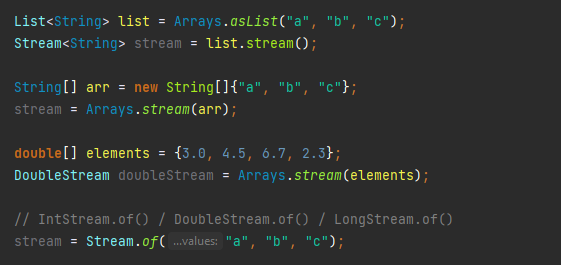 List<String> list = Arrays.asList("a", "b", "c");
Stream<String> stream = list.stream();
String[] arr = new String[]{"a", "b", "c"};
stream = Arrays.stream(arr);
double[] elements = {3.0, 4.5, 6.7, 2.3};
DoubleStream doubleStream = Arrays.stream(elements);
// IntStream.of() / DoubleStream.of() / LongStream.of()
stream = Stream.of( ...values: "a", "b", "c");